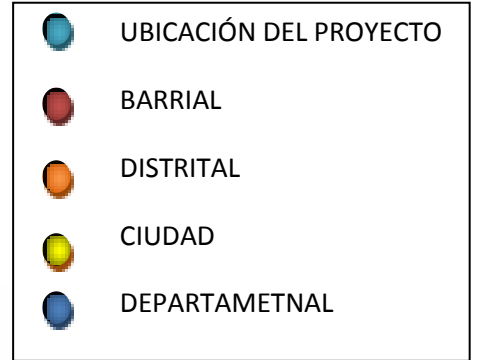 UBICACIÓN DEL PROYECTO
BARRIAL
DISTRITAL
CIUDAD
DEPARTAMETNAL